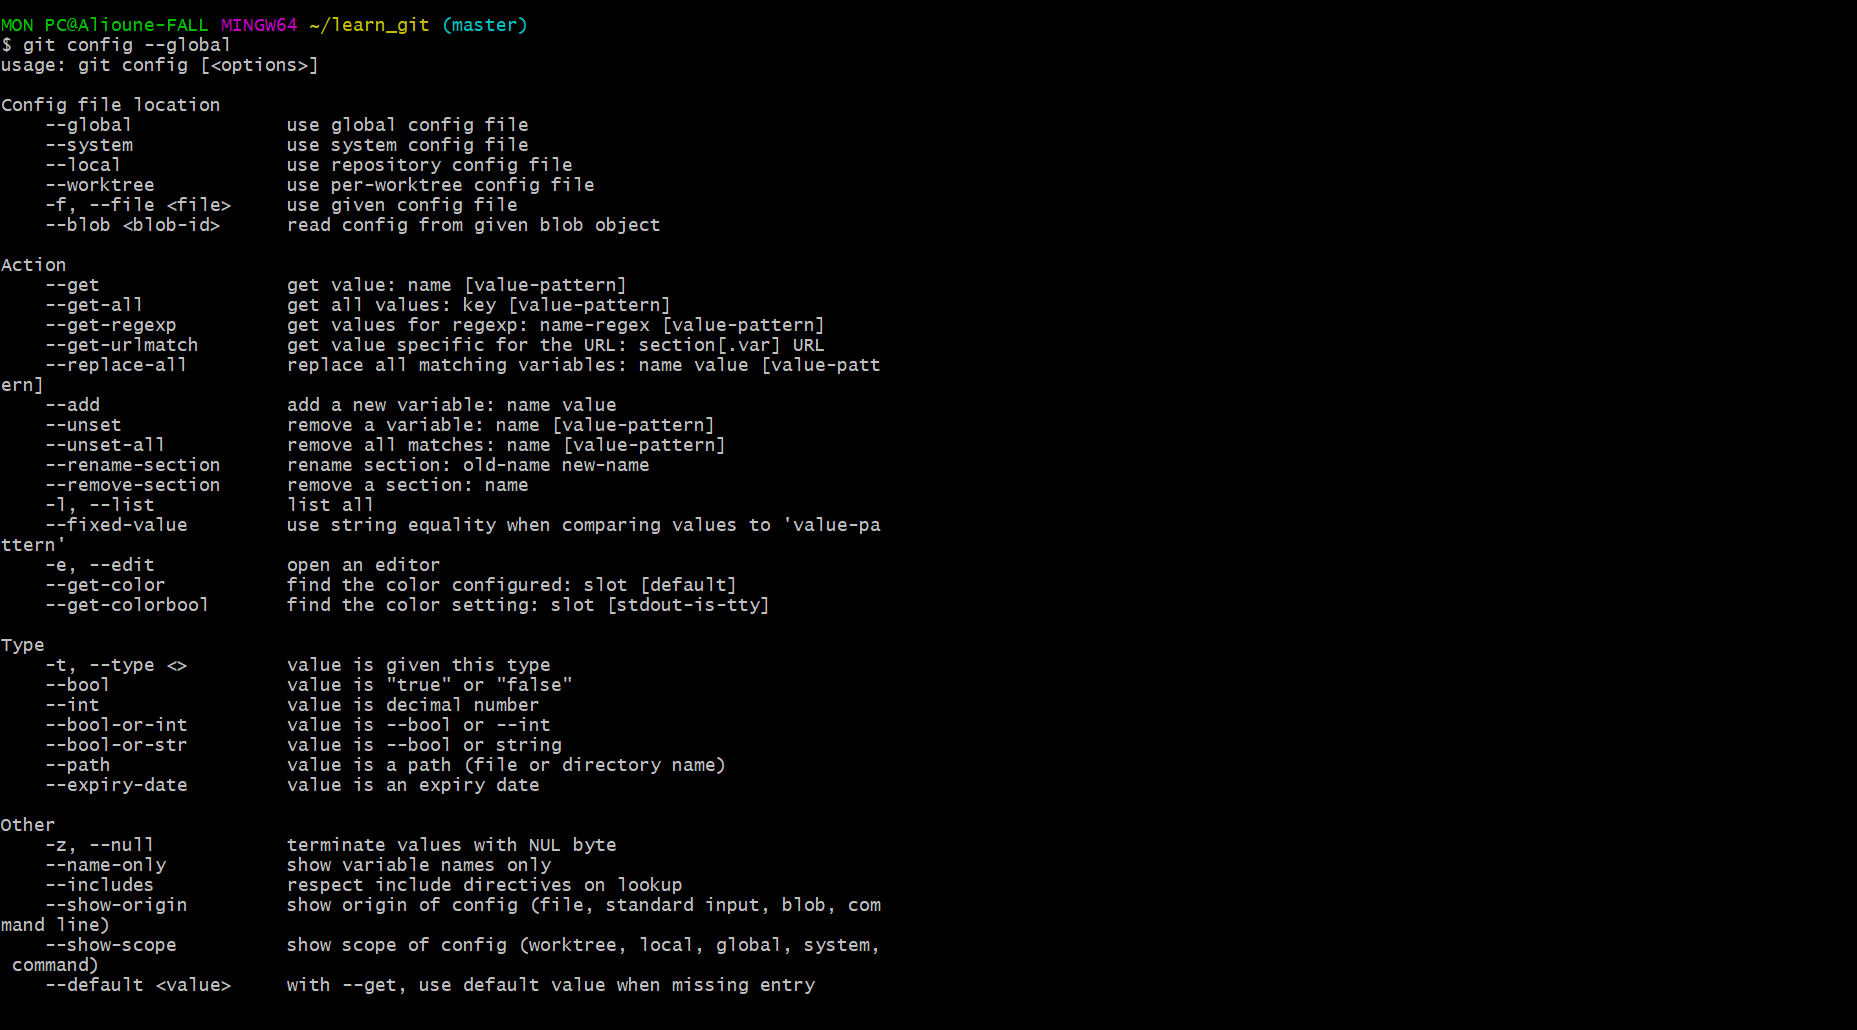 MON PC@Alioune-FALL MINGW64 ~/learn_git (master)
$ git config --global
usage: git config [<options>]

Config file location
    --global              use global config file
    --system              use system config file
    --local               use repository config file
    --worktree            use per-worktree config file
    -f, --file <file>     use given config file
    --blob <blob-id>      read config from given blob object

Action
    --get                 get value: name [value-pattern]
    --get-all             get all values: key [value-pattern]
    --get-regexp          get values for regexp: name-regex [value-pattern]
    --get-urlmatch        get value specific for the URL: section[.var] URL
    --replace-all         replace all matching variables: name value [value-patt
ern]
    --add                 add a new variable: name value
    --unset               remove a variable: name [value-pattern]
    --unset-all           remove all matches: name [value-pattern]
    --rename-section      rename section: old-name new-name
    --remove-section      remove a section: name
    -l, --list            list all
    --fixed-value         use string equality when comparing values to 'value-pa
ttern'
    -e, --edit            open an editor
    --get-color           find the color configured: slot [default]
    --get-colorbool       find the color setting: slot [stdout-is-tty]

Type
    -t, --type <>         value is given this type
    --bool                value is "true" or "false"
    --int                 value is decimal number
    --bool-or-int         value is --bool or --int
    --bool-or-str         value is --bool or string
    --path                value is a path (file or directory name)
    --expiry-date         value is an expiry date

Other
    -z, --null            terminate values with NUL byte
    --name-only           show variable names only
    --includes            respect include directives on lookup
    --show-origin         show origin of config (file, standard input, blob, com
mand line)
    --show-scope          show scope of config (worktree, local, global, system,
 command)
    --default <value>     with --get, use default value when missing entry